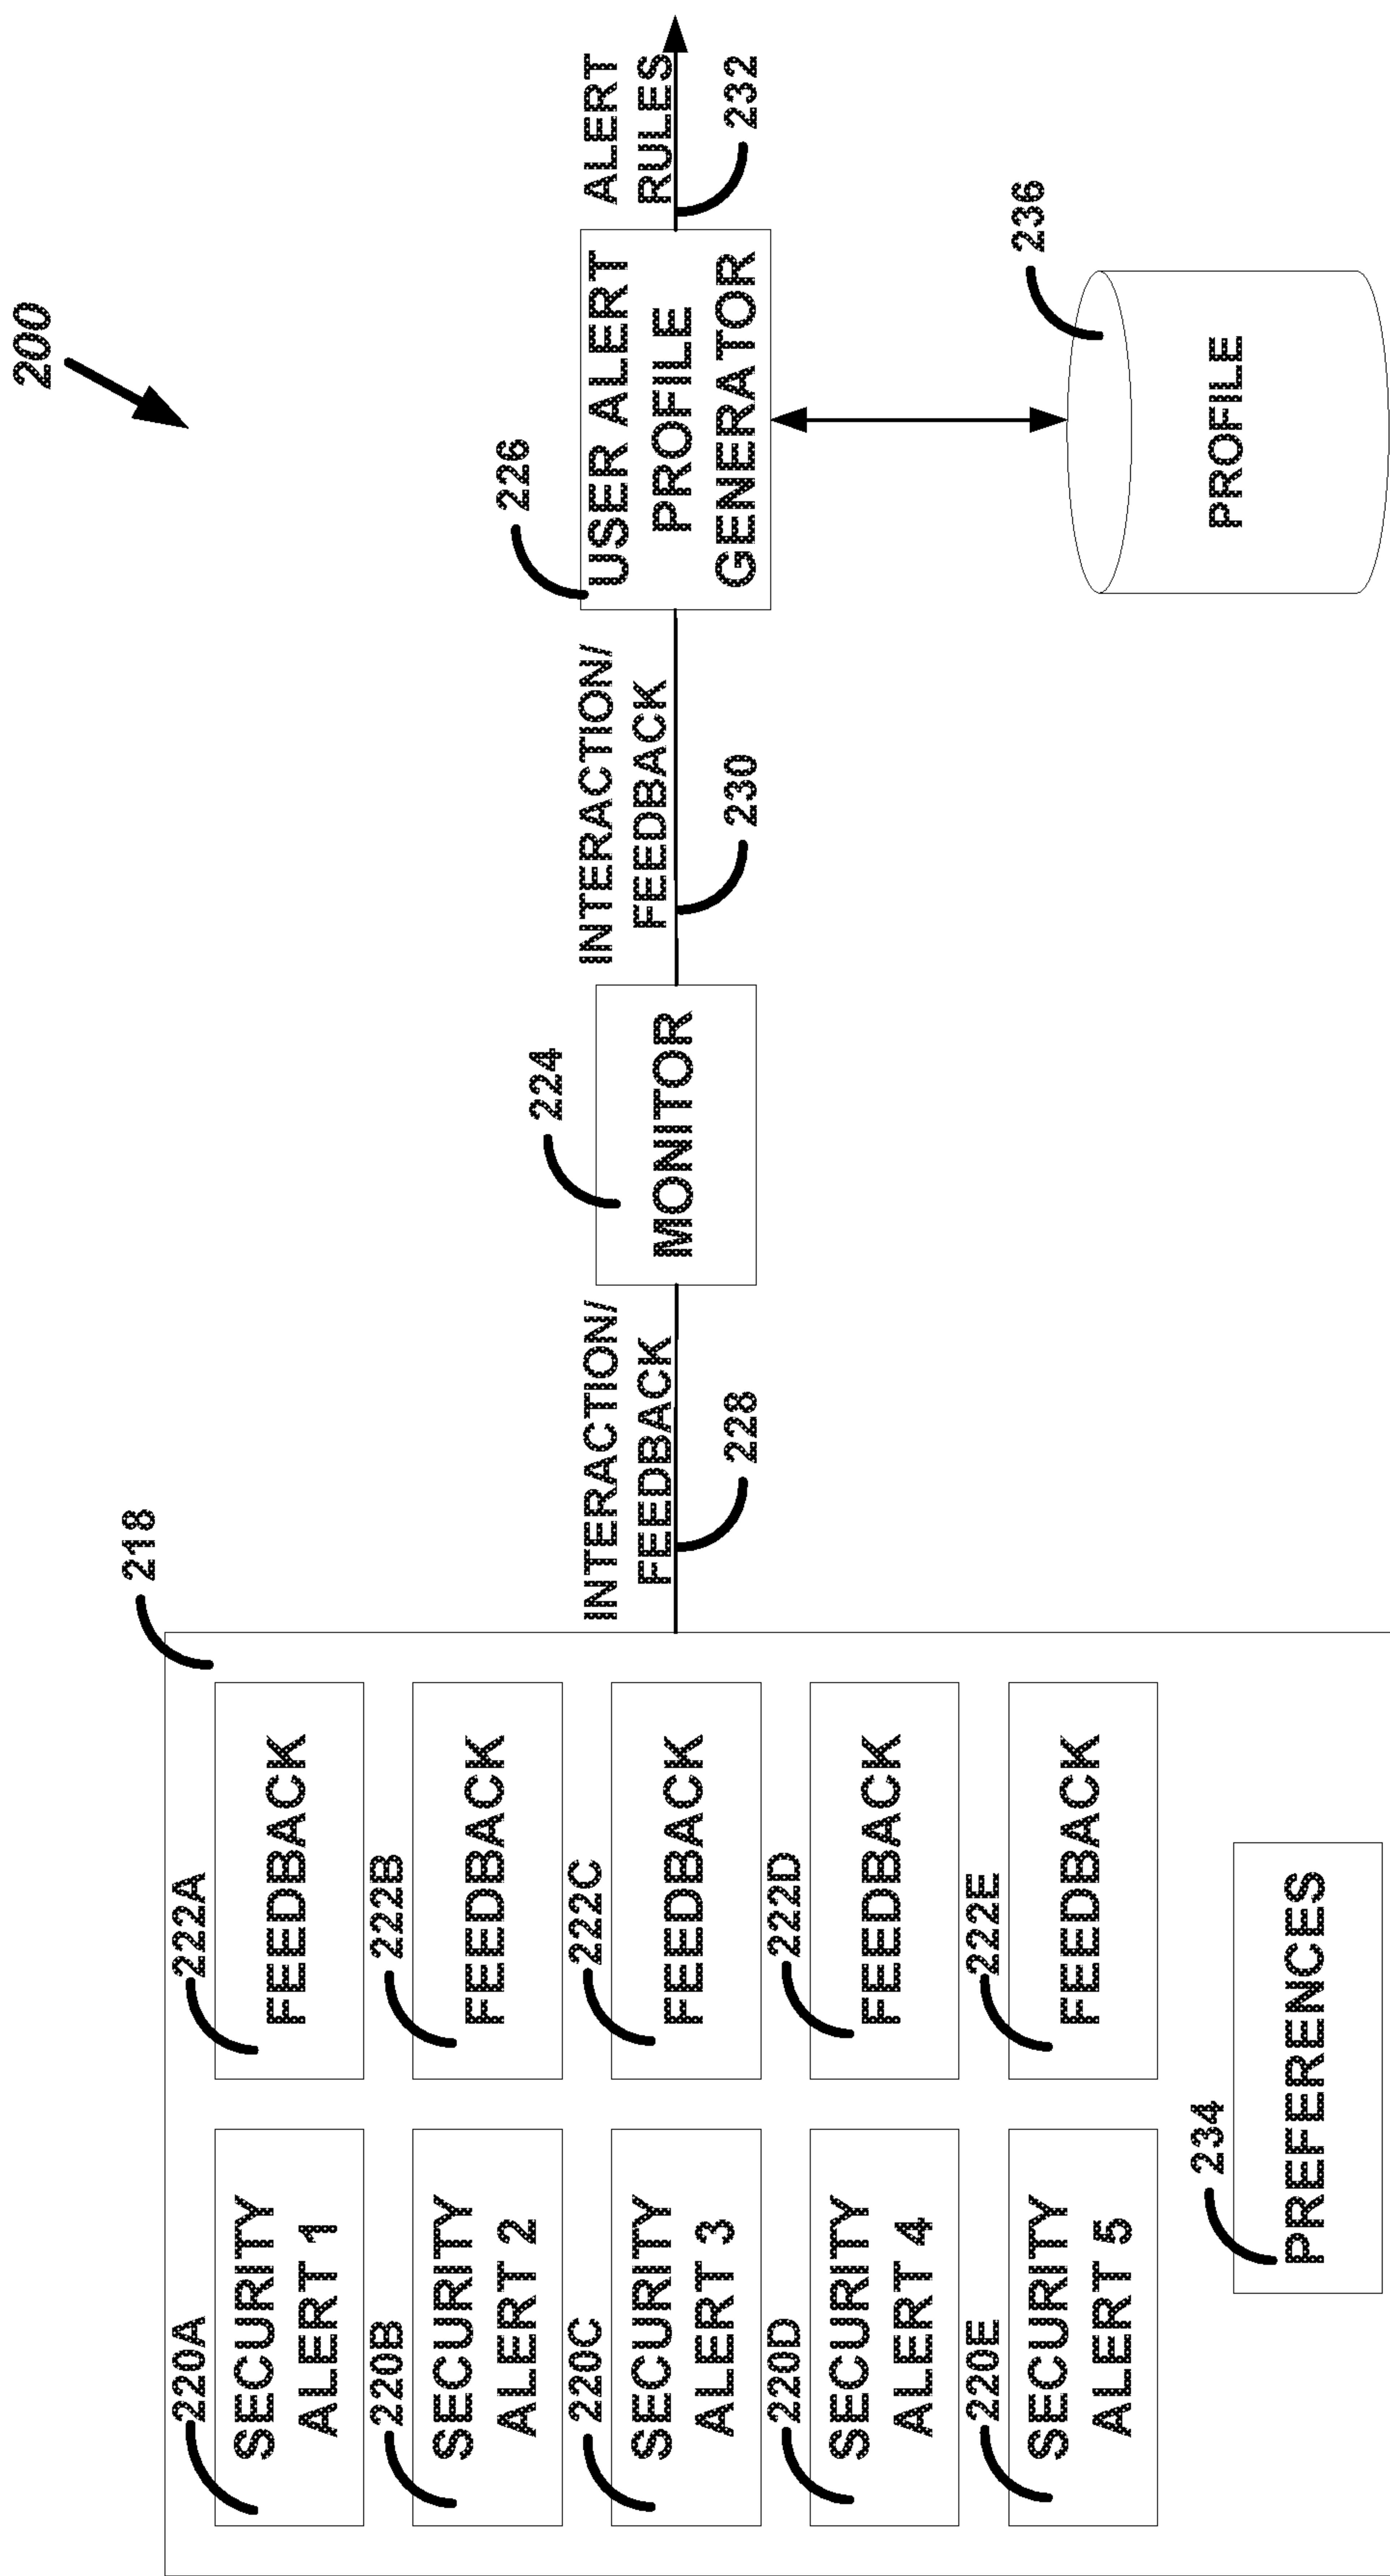 200
218
220A
SECURITY
ALERT 1
222A
FEEDBACK
220B
SECURITY
ALERT 2
222B
FEEDBACK
220C
SECURITY
ALERT 3
222C
FEEDBACK
220D
SECURITY
ALERT 4
222D
FEEDBACK
220E
SECURITY
ALERT 5
222E
FEEDBACK
234
PREFERENCES
INTERACTION/
FEEDBACK
228
224
MONITOR
INTERACTION/
FEEDBACK
230
226
USER ALERT
PROFILE
GENERATOR
ALERT
RULES
232
236
PROFILE